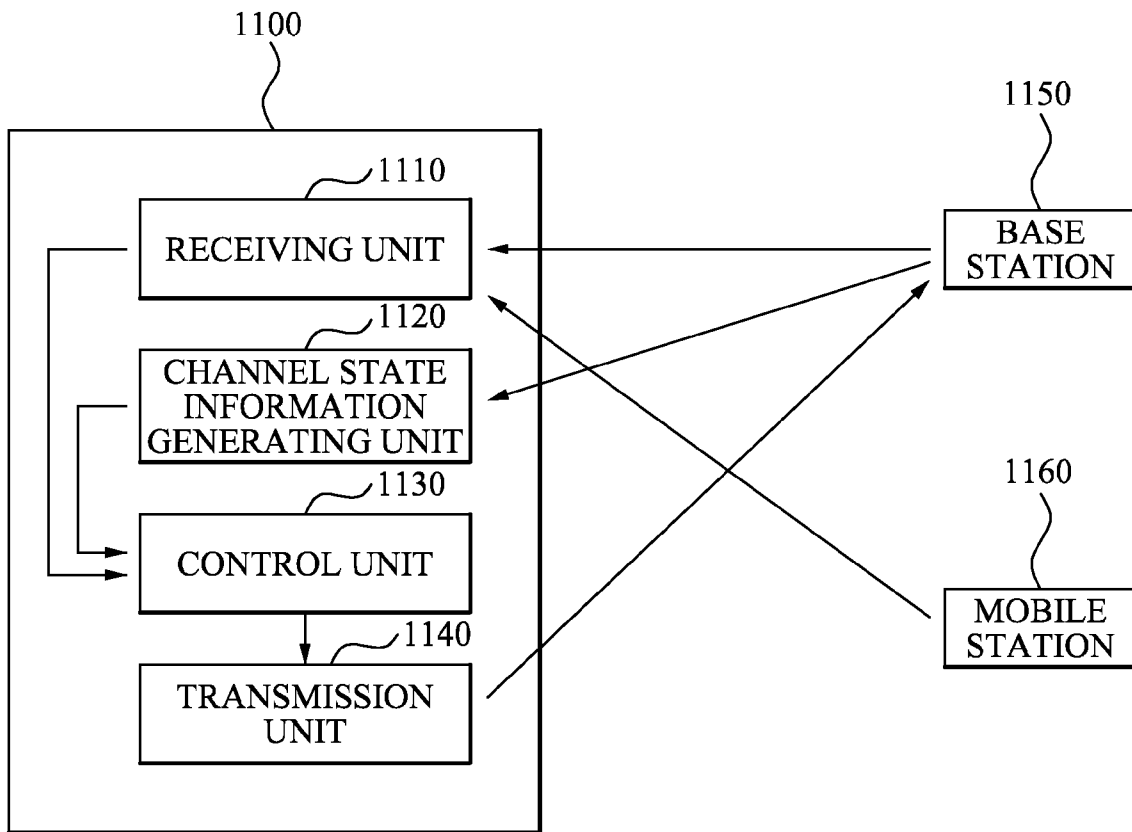 1100
1150
1110
RECEIVING UNIT
BASE
STATION
1120
CHANNEL STATE
INFORMATION
GENERATING UNIT
1130
1160
CONTROL UNIT
MOBILE
STATION
1140
TRANSMISSION
UNIT